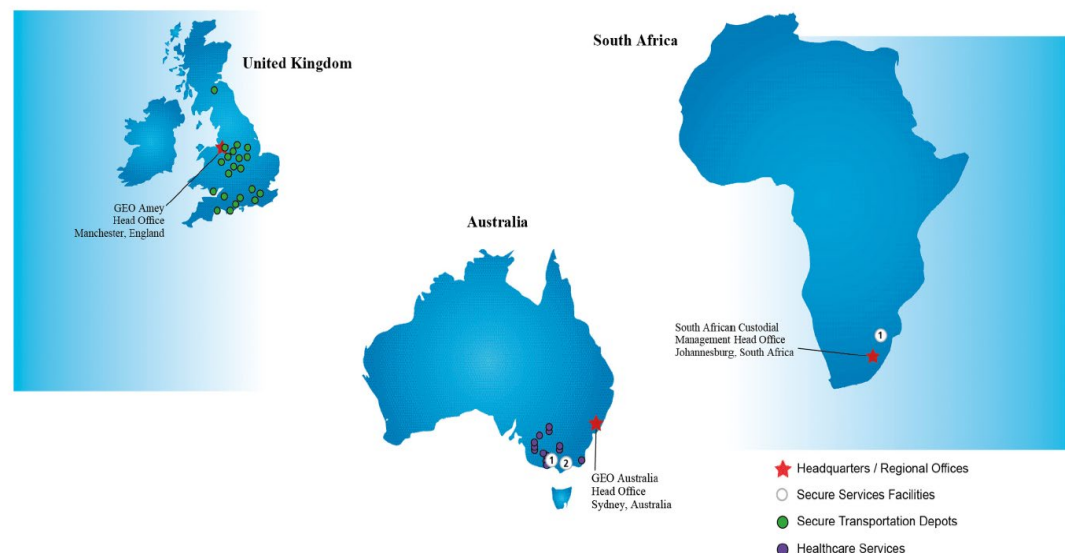 South Africa
United Kingdom
GEO Amey
Head Office
Manchester, England
Australia
1
South African Custodial
Management Head Office
Johannesburg, South Africa
1
2
GEO Australia
Head Office
Sydney, Australia
Headquarters / Regional Offices
Secure Services Facilities
Secure Transportation Depots
Healthcare Services